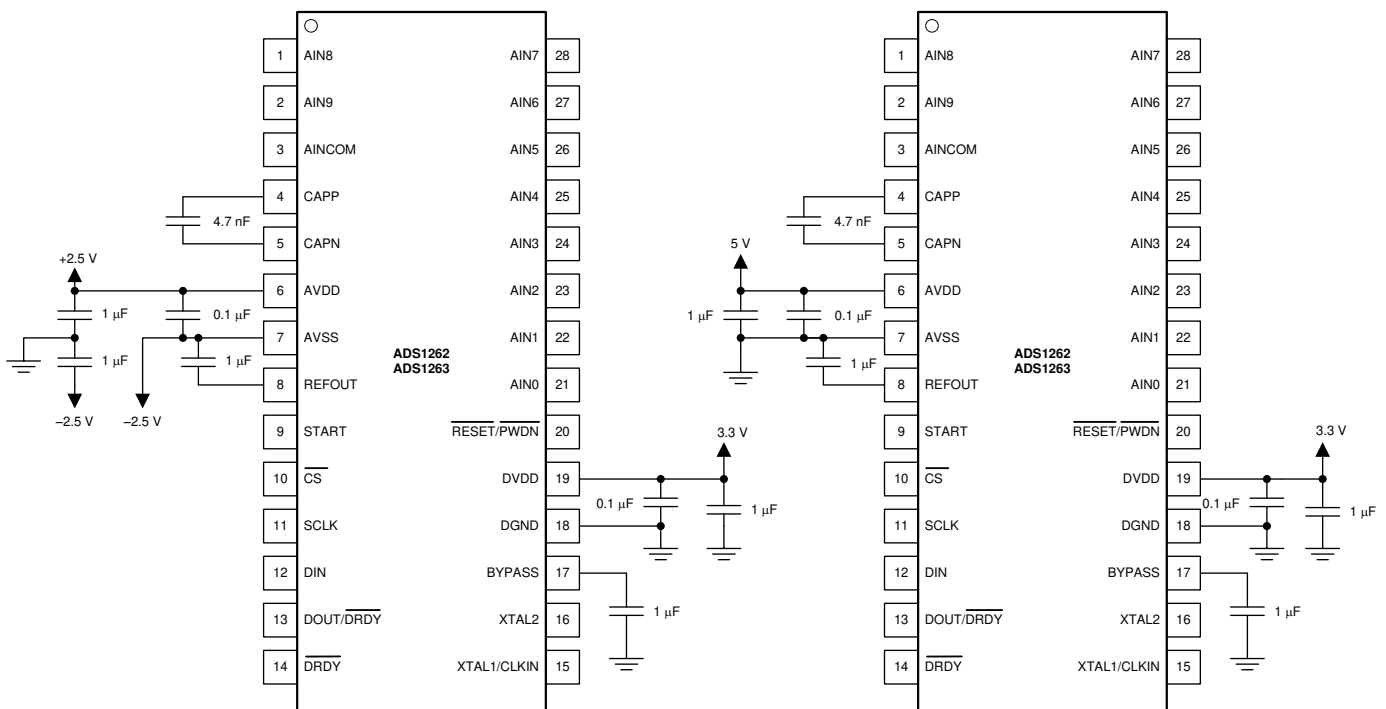 1 AIN8 AIN7 28
2 AIN9 AIN6 27
3 AINCOM AIN5 26
4 CAPP AIN4 25
4.7 nF
5 CAPN AIN3 24
+2.5 V
6 AVDD AIN2 23
1 μF 0.1 μF
7 AVSS AIN1 22
1 μF 1 μF
ADS1262
ADS1263
8 REFOUT AIN0 21
–2.5 V –2.5 V
9 START RESET/PWDN 20
3.3 V
10 CS DVDD 19
0.1 μF 1 μF
11 SCLK DGND 18
12 DIN BYPASS 17
1 μF
13 DOUT/DRDY XTAL2 16
14 DRDY XTAL1/CLKIN 15
1 AIN8 AIN7 28
2 AIN9 AIN6 27
3 AINCOM AIN5 26
4 CAPP AIN4 25
4.7 nF
5 CAPN AIN3 24
5 V
6 AVDD AIN2 23
1 μF 0.1 μF
7 AVSS AIN1 22
1 μF
ADS1262
ADS1263
8 REFOUT AIN0 21
9 START RESET/PWDN 20
3.3 V
10 CS DVDD 19
0.1 μF 1 μF
11 SCLK DGND 18
12 DIN BYPASS 17
1 μF
13 DOUT/DRDY XTAL2 16
14 DRDY XTAL1/CLKIN 15